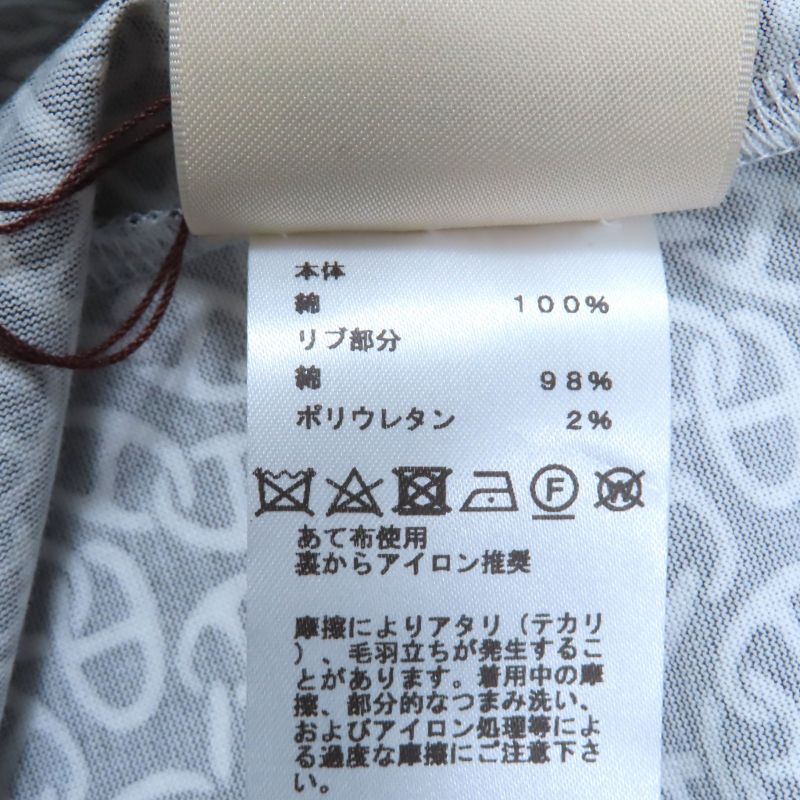 本体
綿 100%
リブ部分
綿 98%
ポリウレタン 2%
F W
あて布使用
裏からアイロン推奨
摩擦によりアタリ（テカリ
）、毛羽立ちが発生するこ
とがあります。着用中の摩
擦、部分的なつまみ洗い、
およびアイロン処理等によ
る過度な摩擦にご注意下さ
い。